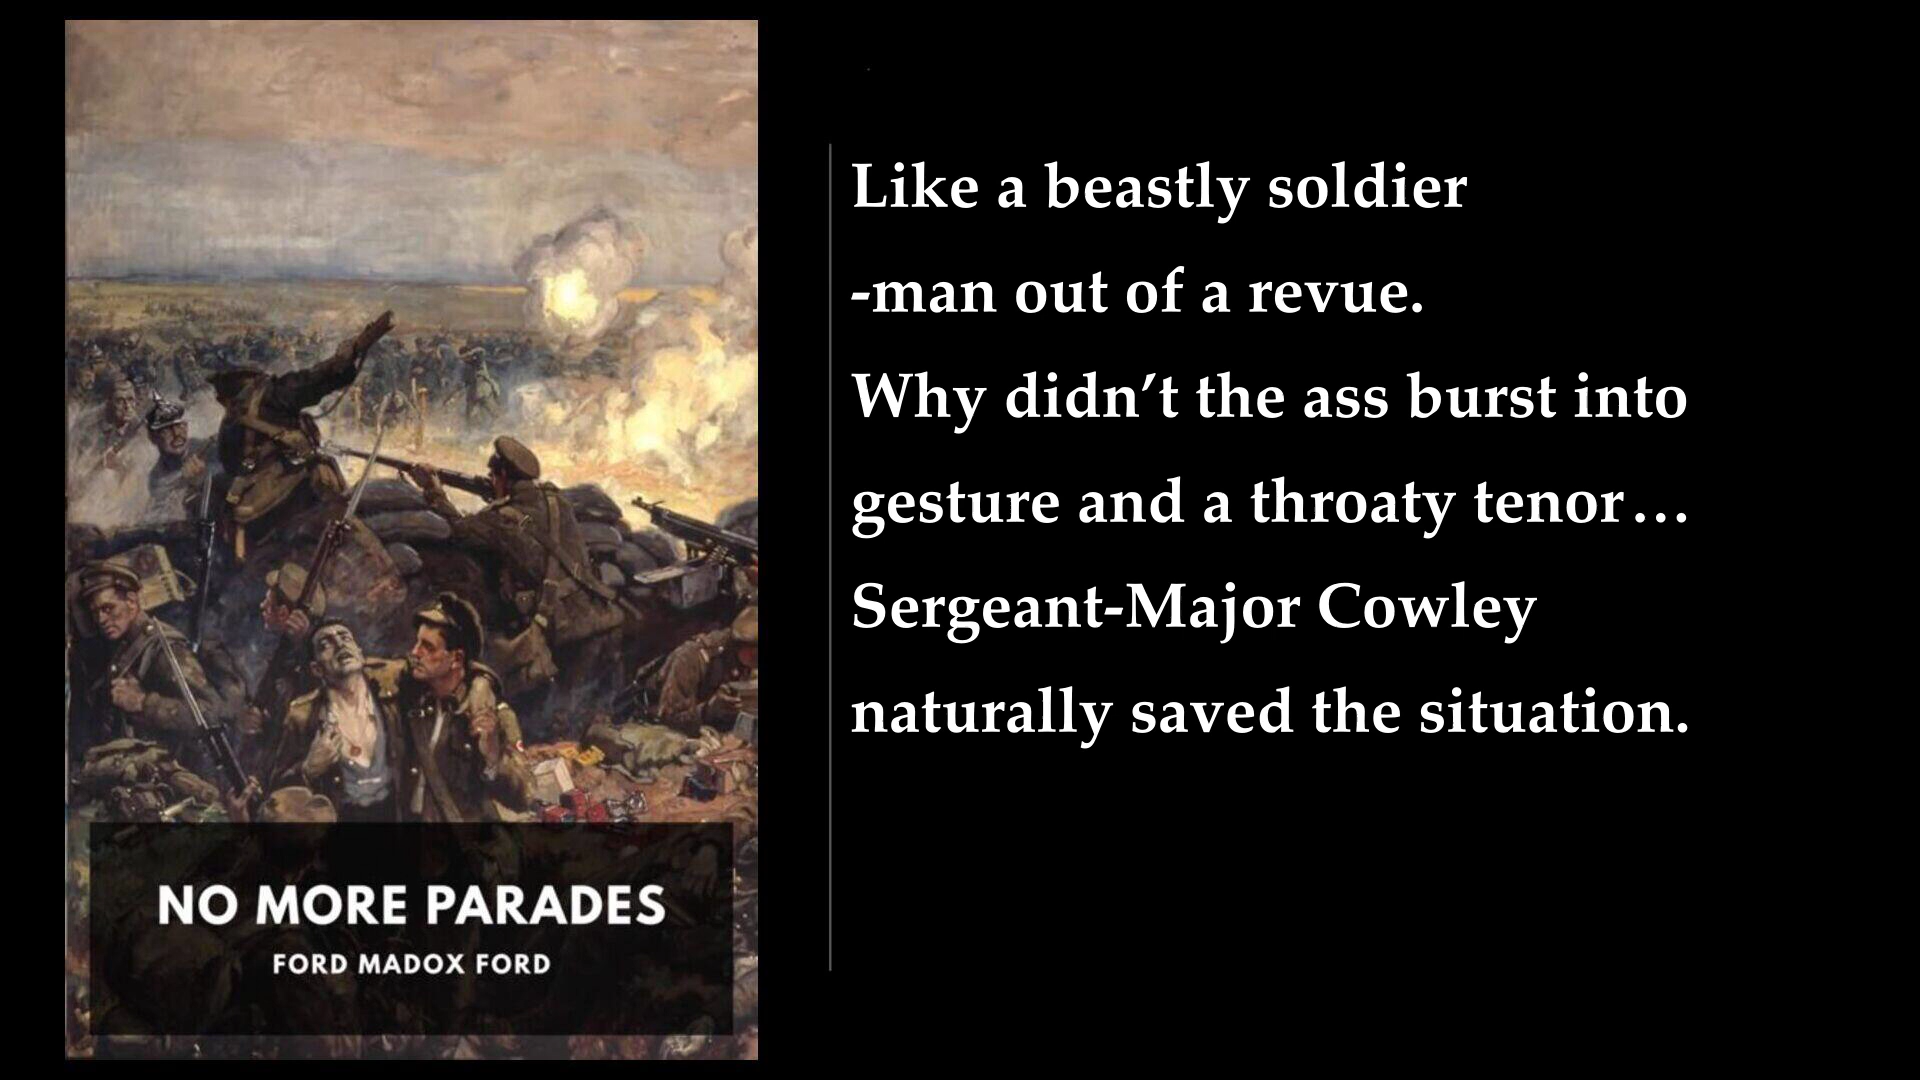 Like a beastly soldier
-man out of a revue.
Why didn’t the ass burst into
gesture and a throaty tenor…
Sergeant-Major Cowley
naturally saved the situation.
NO MORE PARADES
FORD MADOX FORD